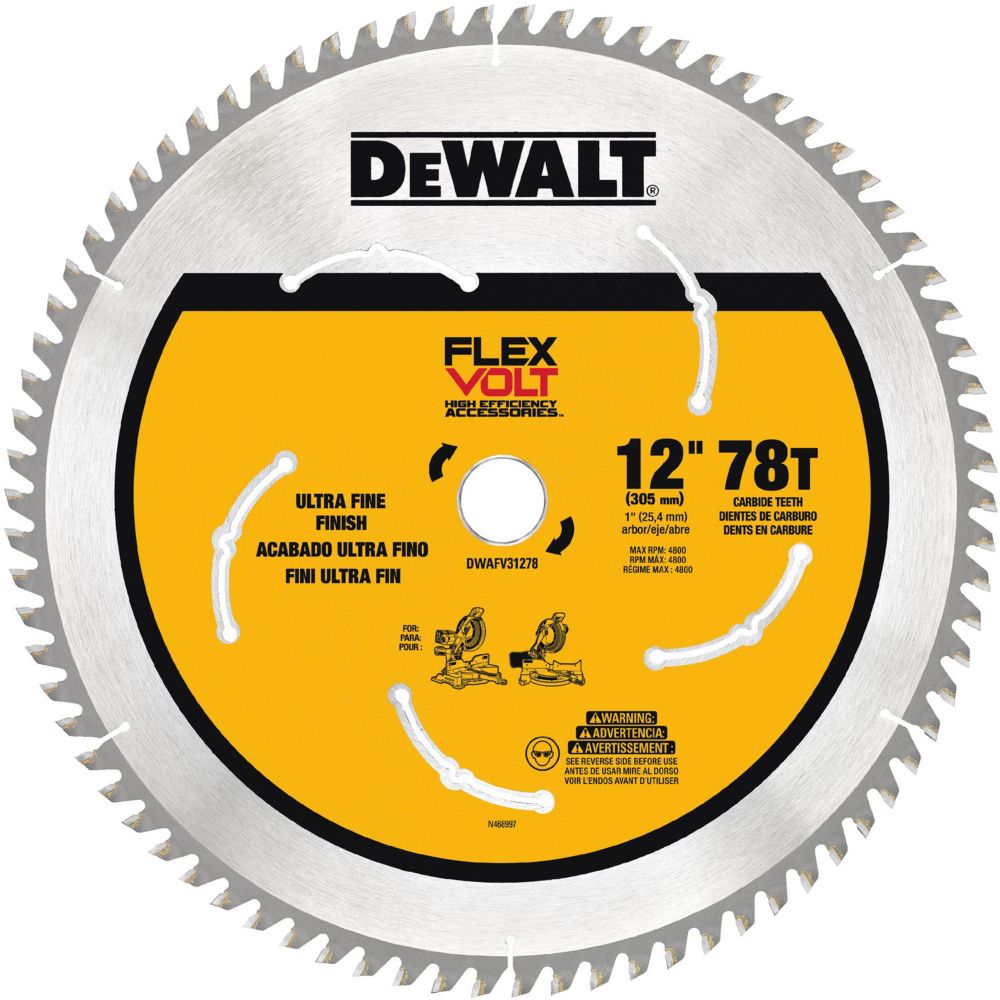 DEWALT®
FLEX
VOLT
HIGH EFFICIENCY
ACCESSORIES™
12" 78T
(305 mm)
1" (25,4 mm)
arbor/eje/abre
MAX RPM: 4800
RPM MÁX: 4800
RÉGIME MAX : 4800
CARBIDE TEETH
DIENTES DE CARBURO
DENTS EN CARBURE
ULTRA FINE
FINISH
ACABADO ULTRA FINO
FINI ULTRA FIN
DWAFV31278
FOR:
PARA:
POUR :
WARNING:
ADVERTENCIA:
AVERTISSEMENT :
SEE REVERSE SIDE BEFORE USE
ANTES DE USAR MIRE AL DORSO
VOIR L'ENDOS AVANT D'UTILISER
N468997